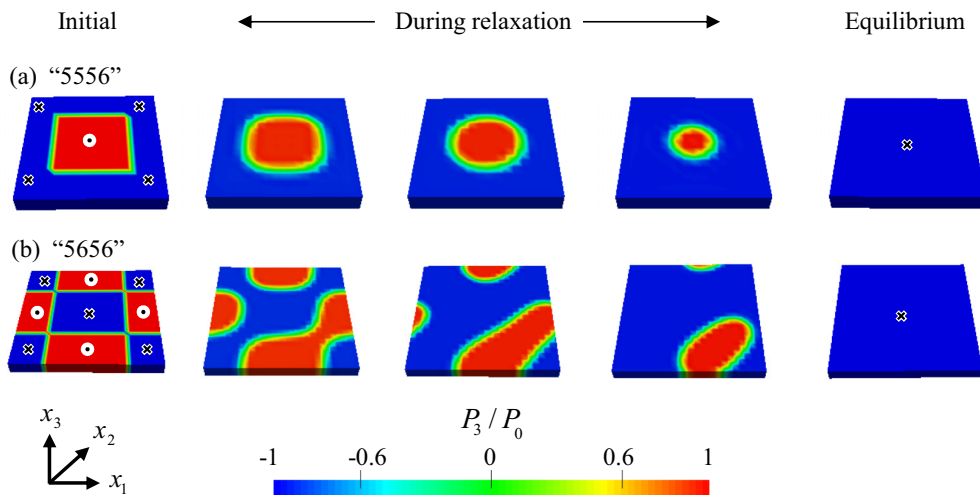 Initial During relaxation Equilibrium
(a) “5556”
(b) “5656”
x3
x2
x1
P3 / P0
-1 -0.6 0 0.6 1